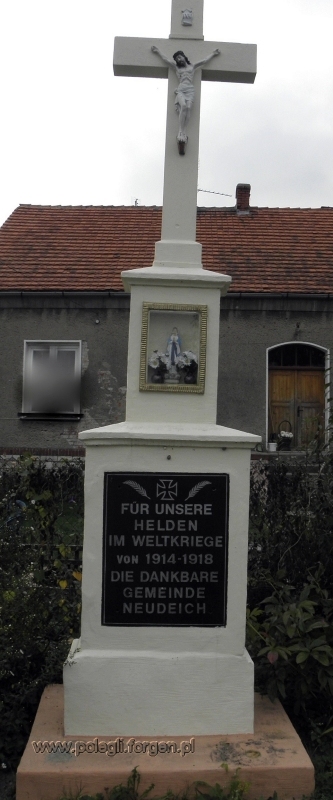 FÜR UNSERE
HELDEN
IM WELTKRIEGE
VON 1914-1918
DIE DANKBARE
GEMEINDE
NEUDEICH
www.polegli.forgen.pl